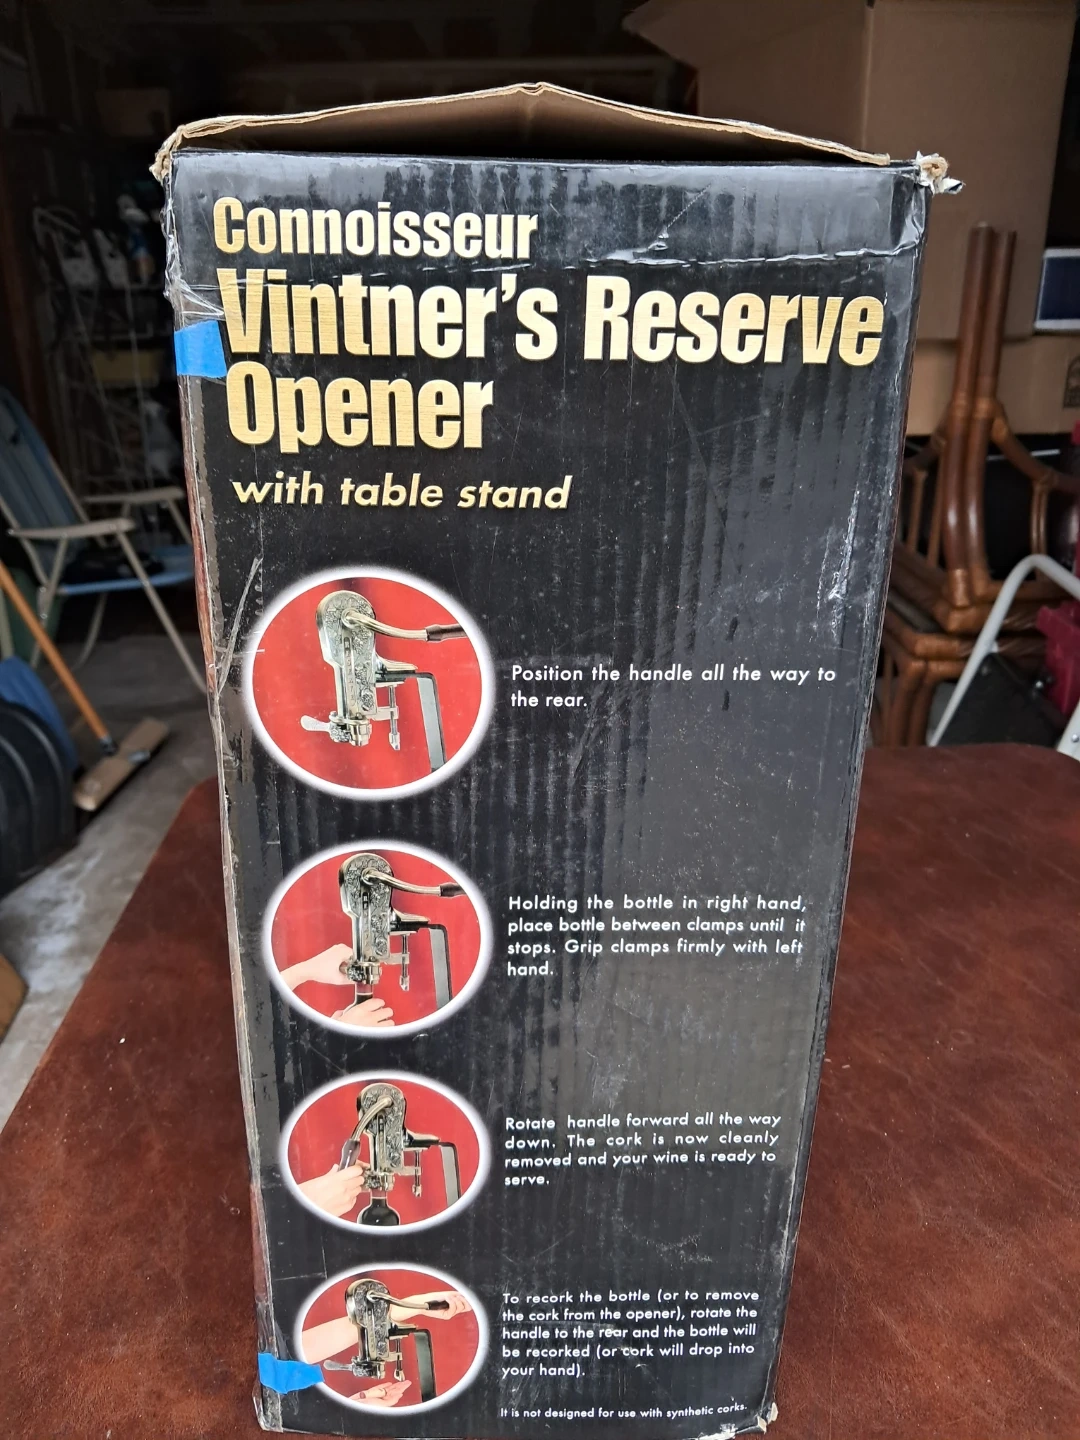 Connoisseur
Vintner's Reserve
Opener
with table stand
Position the handle all the way to
the rear.
Holding the bottle in right hand,
place bottle between clamps until it
stops. Grip clamps firmly with left
hand.
Rotate handle forward all the way
down. The cork is now cleanly
removed and your wine is ready to
serve.
To recork the bottle (or to remove
the cork from the opener), rotate the
handle to the rear and the bottle will
be recorked (or cork will drop into
your hand).
It is not designed for use with synthetic corks.